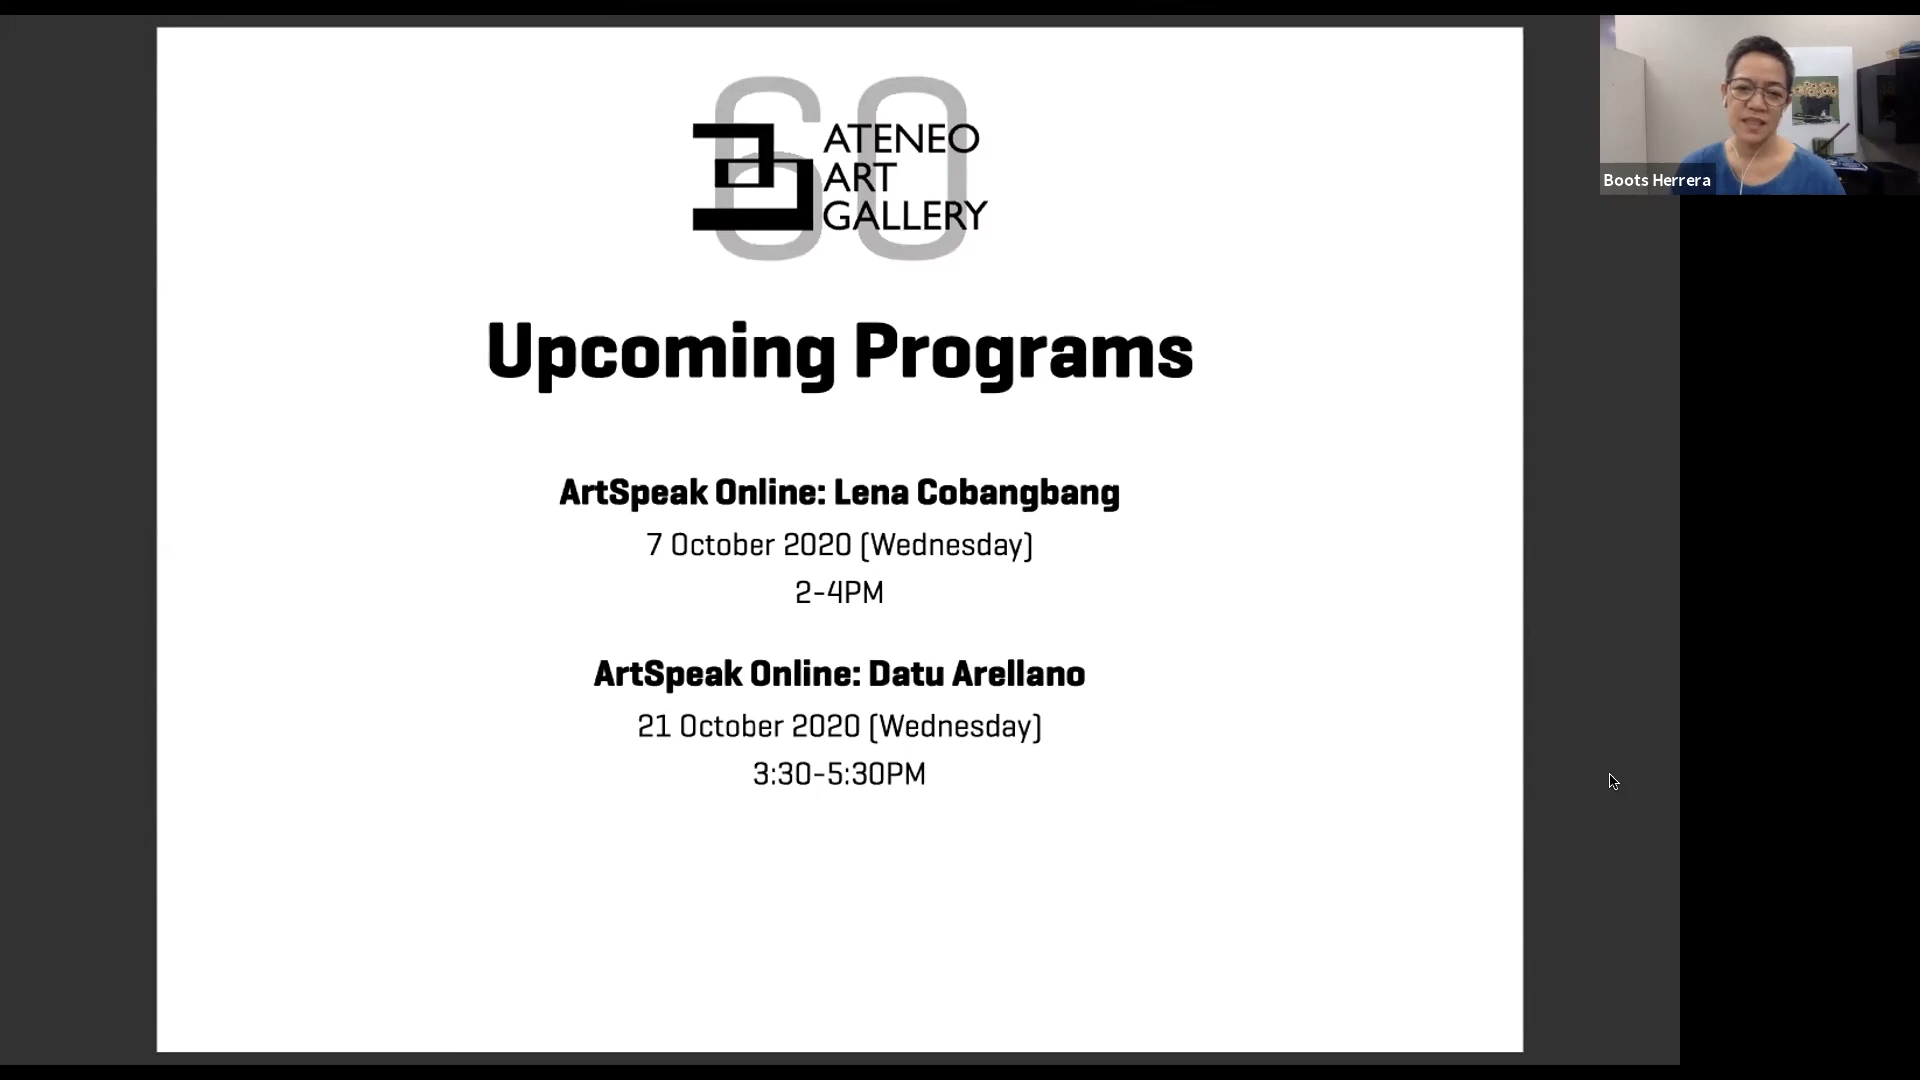 60
ATENEO
ART
GALLERY
Upcoming Programs
ArtSpeak Online: Lena Cobangbang
7 October 2020 (Wednesday)
2-4PM
ArtSpeak Online: Datu Arellano
21 October 2020 (Wednesday)
3:30-5:30PM
Boots Herrera